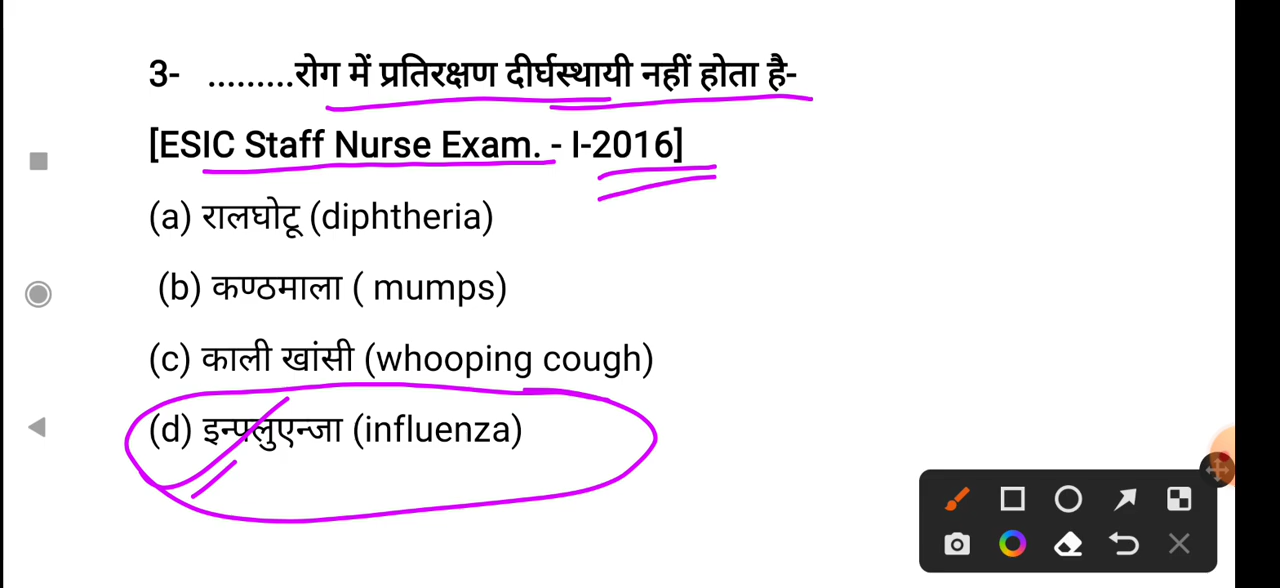 3- .........रोग में प्रतिरक्षण दीर्घस्थायी नहीं होता है-
[ESIC Staff Nurse Exam. - I-2016]
(a) रालघोटू (diphtheria)
(b) कण्ठमाला ( mumps)
(c) काली खांसी (whooping cough)
(d) इन्फ्लुएन्जा (influenza)